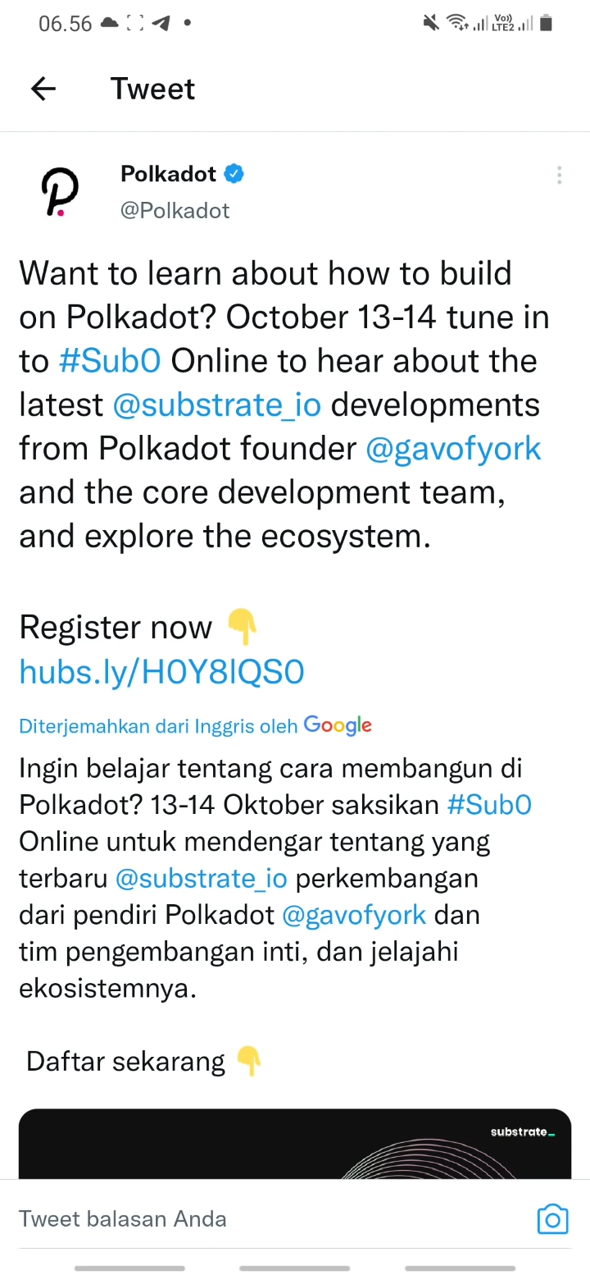 06.56
Vo))
LTE2
Tweet
Polkadot
@Polkadot
Want to learn about how to build
on Polkadot? October 13-14 tune in
to #Sub0 Online to hear about the
latest @substrate_io developments
from Polkadot founder @gavofyork
and the core development team,
and explore the ecosystem.
Register now 👇
hubs.ly/H0Y8lQS0
Diterjemahkan dari Inggris oleh Google
Ingin belajar tentang cara membangun di
Polkadot? 13-14 Oktober saksikan #Sub0
Online untuk mendengar tentang yang
terbaru @substrate_io perkembangan
dari pendiri Polkadot @gavofyork dan
tim pengembangan inti, dan jelajahi
ekosistemnya.
Daftar sekarang 👇
substrate_
Tweet balasan Anda